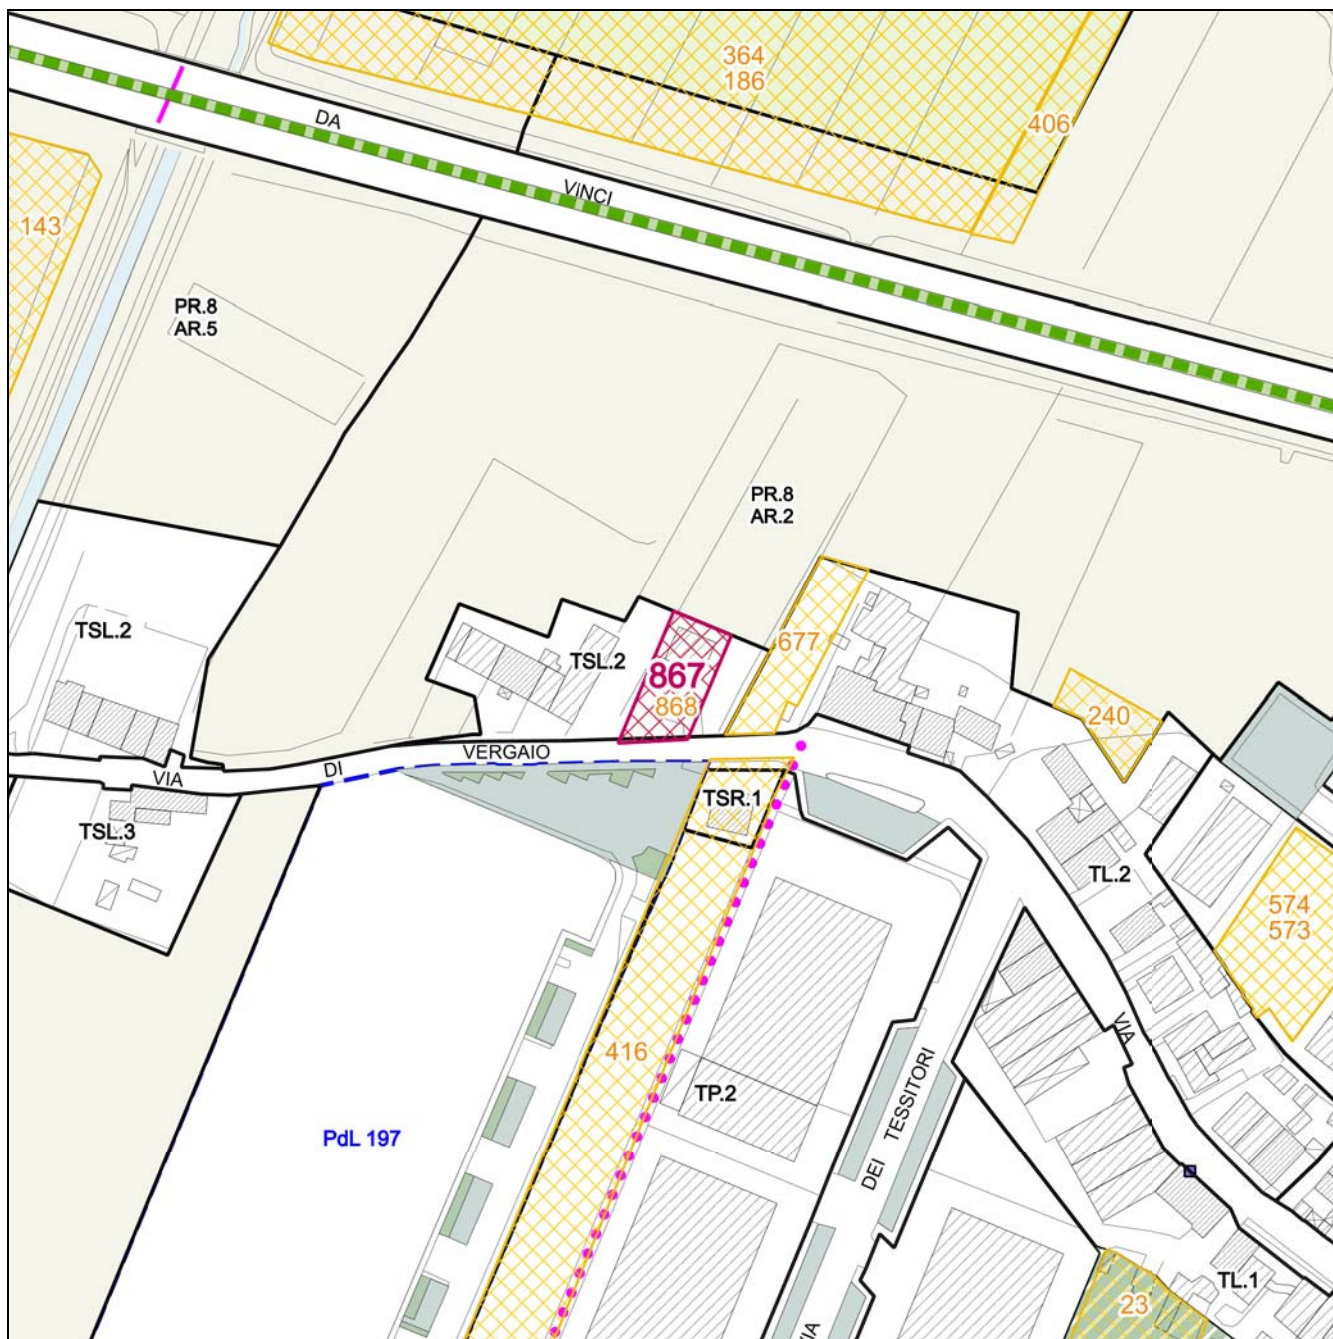 364
186
406
DA
VINCI
143
PR.8
AR.5
PR.8
AR.2
TSL.2
TSL.2
867
868
677
240
VIA
DI
VERGAIO
TSR.1
TSL.3
TL.2
574
573
416
VIA
TP.2
DEI TESSITORI
PdL 197
TL.1
23
VIA